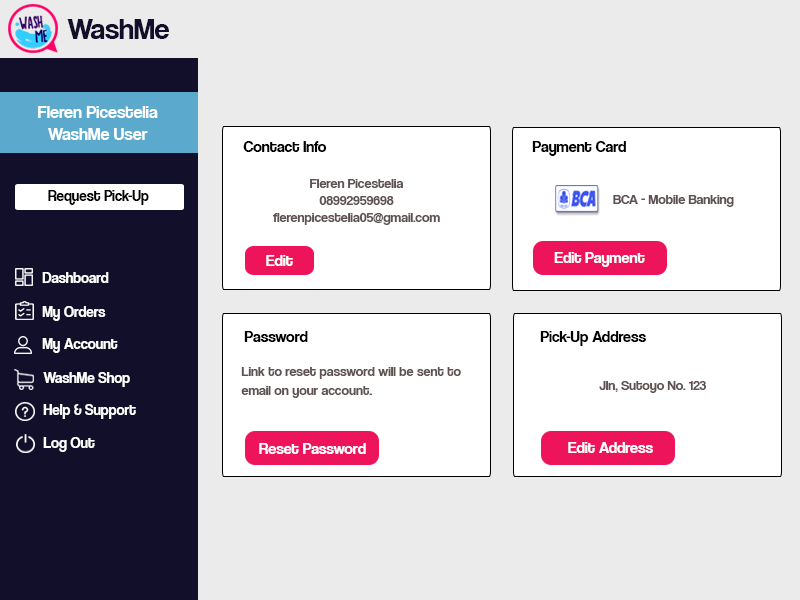 WASH
ME
WashMe
Fleren Picestelia
WashMe User
Request Pick-Up
Dashboard
My Orders
My Account
WashMe Shop
Help & Support
Log Out
Contact Info
Fleren Picestelia
08992959698
flerenpicestelia05@gmail.com
Edit
Payment Card
BCA
BCA - Mobile Banking
Edit Payment
Password
Link to reset password will be sent to
email on your account.
Reset Password
Pick-Up Address
Jln, Sutoyo No. 123
Edit Address